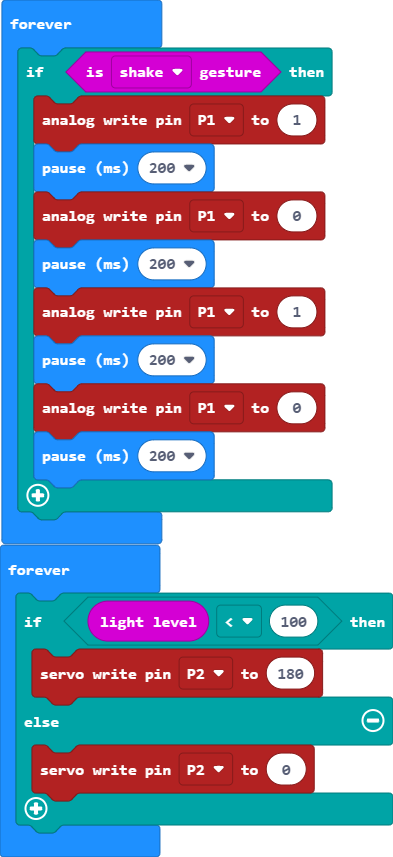 forever
if is shake gesture then
analog write pin P1 to 1
pause (ms) 200
analog write pin P1 to 0
pause (ms) 200
analog write pin P1 to 1
pause (ms) 200
analog write pin P1 to 0
pause (ms) 200
forever
if light level < 100 then
servo write pin P2 to 180
else
servo write pin P2 to 0